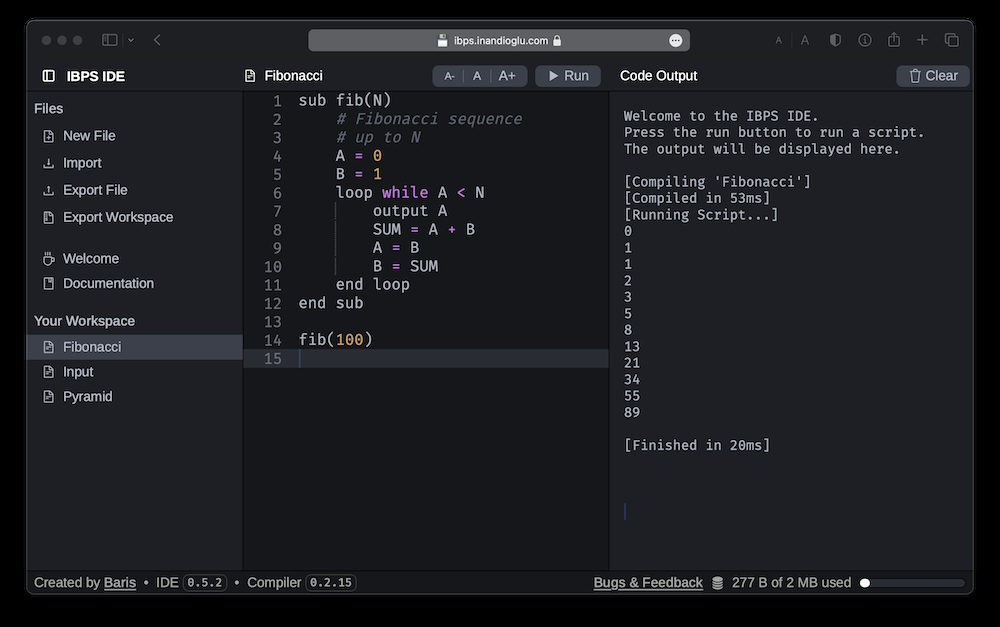 ibps.inandioglu.com
A A
IBPS IDE
Fibonacci
A- A A+
Run
Code Output
Clear
Files
New File
Import
Export File
Export Workspace
Welcome
Documentation
Your Workspace
Fibonacci
Input
Pyramid
1 sub fib(N)
2 # Fibonacci sequence
3 # up to N
4 A = 0
5 B = 1
6 loop while A < N
7 output A
8 SUM = A + B
9 A = B
10 B = SUM
11 end loop
12 end sub
13
14 fib(100)
15
Welcome to the IBPS IDE.
Press the run button to run a script.
The output will be displayed here.
[Compiling 'Fibonacci']
[Compiled in 53ms]
[Running Script...]
0
1
1
2
3
5
8
13
21
34
55
89
[Finished in 20ms]
Created by Baris • IDE 0.5.2 • Compiler 0.2.15
Bugs & Feedback 277 B of 2 MB used